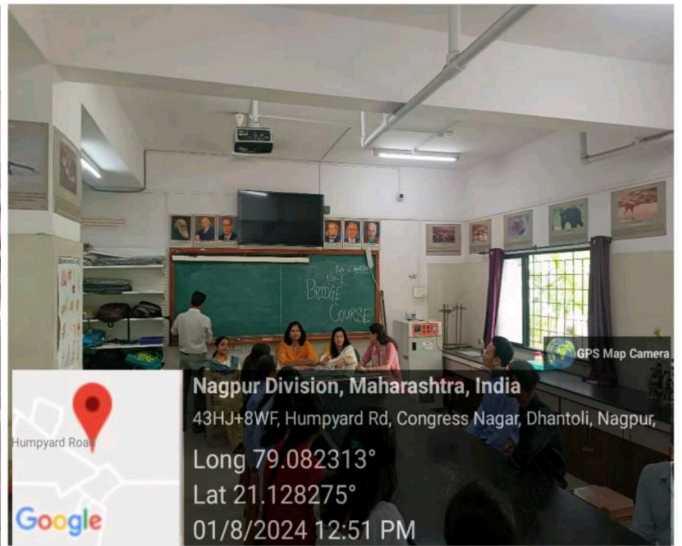 BRIDGE
COURSE
GPS Map Camera
Nagpur Division, Maharashtra, India
43HJ+8WF, Humpyard Rd, Congress Nagar, Dhantoli, Nagpur,
Humpyard Road
Long 79.082313°
Lat 21.128275°
Google
01/8/2024 12:51 PM